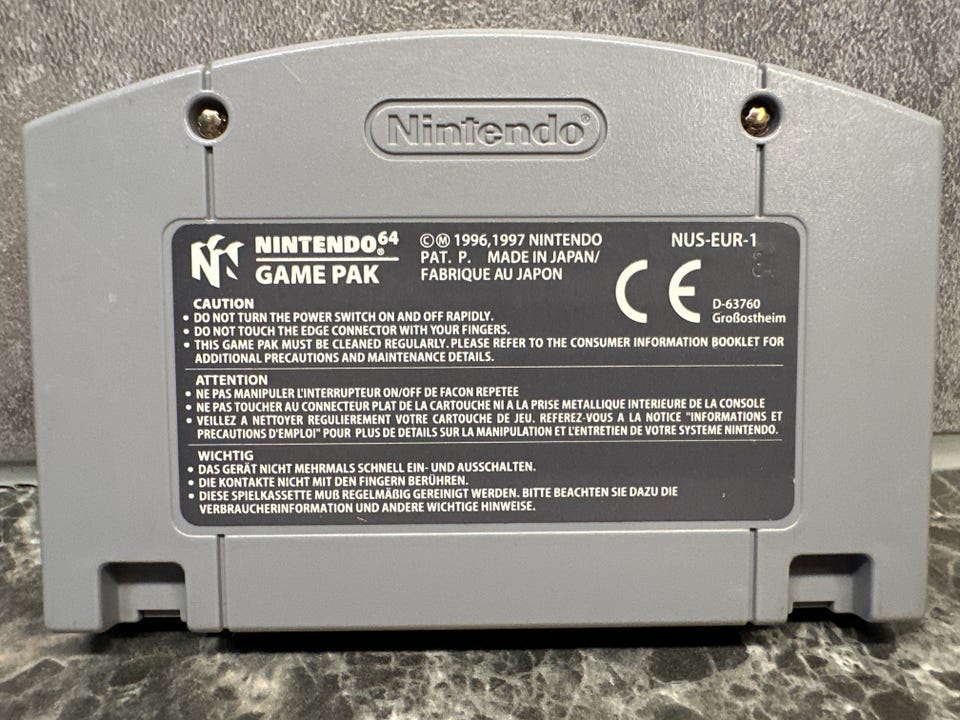 Nintendo®
NINTENDO®64
GAME PAK
©Ⓜ 1996,1997 NINTENDO
PAT. P. MADE IN JAPAN/
FABRIQUE AU JAPON
NUS-EUR-1
CE
D-63760
Großostheim
CAUTION
• DO NOT TURN THE POWER SWITCH ON AND OFF RAPIDLY.
• DO NOT TOUCH THE EDGE CONNECTOR WITH YOUR FINGERS.
• THIS GAME PAK MUST BE CLEANED REGULARLY. PLEASE REFER TO THE CONSUMER INFORMATION BOOKLET FOR
ADDITIONAL PRECAUTIONS AND MAINTENANCE DETAILS.
ATTENTION
• NE PAS MANIPULER L'INTERRUPTEUR ON/OFF DE FACON REPETEE
• NE PAS TOUCHER AU CONNECTEUR PLAT DE LA CARTOUCHE NI A LA PRISE METALLIQUE INTERIEURE DE LA CONSOLE
• VEILLEZ A NETTOYER REGULIEREMENT VOTRE CARTOUCHE DE JEU. REFEREZ-VOUS A LA NOTICE "INFORMATIONS ET
PRECAUTIONS D'EMPLOI" POUR PLUS DE DETAILS SUR LA MANIPULATION ET L'ENTRETIEN DE VOTRE SYSTEME NINTENDO.
WICHTIG
• DAS GERÄT NICHT MEHRMALS SCHNELL EIN- UND AUSSCHALTEN.
• DIE KONTAKTE NICHT MIT DEN FINGERN BERÜHREN.
• DIESE SPIELKASSETTE MUß REGELMÄßIG GEREINIGT WERDEN. BITTE BEACHTEN SIE DAZU DIE
VERBRAUCHERINFORMATION UND ANDERE WICHTIGE HINWEISE.